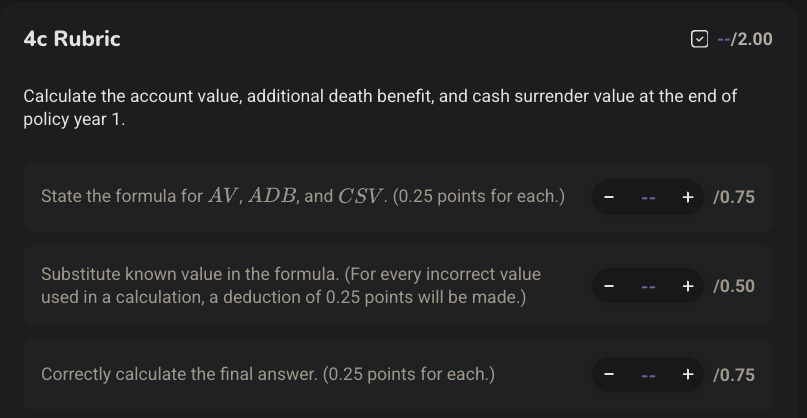 4c Rubric
--/2.00
Calculate the account value, additional death benefit, and cash surrender value at the end of
policy year 1.
State the formula for AV, ADB, and CSV. (0.25 points for each.)
− -- + /0.75
Substitute known value in the formula. (For every incorrect value
used in a calculation, a deduction of 0.25 points will be made.)
− -- + /0.50
Correctly calculate the final answer. (0.25 points for each.)
− -- + /0.75